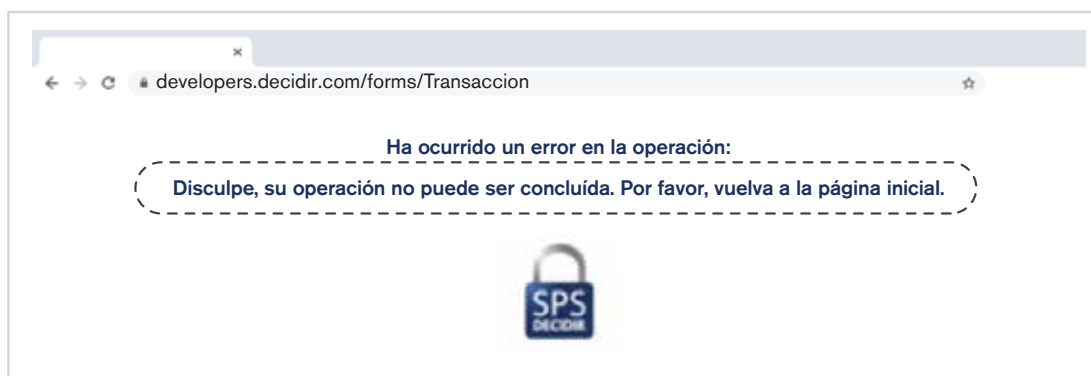 developers.decidir.com/forms/Transaccion
Ha ocurrido un error en la operación:
Disculpe, su operación no puede ser concluída. Por favor, vuelva a la página inicial.
SPS
DECIDIR